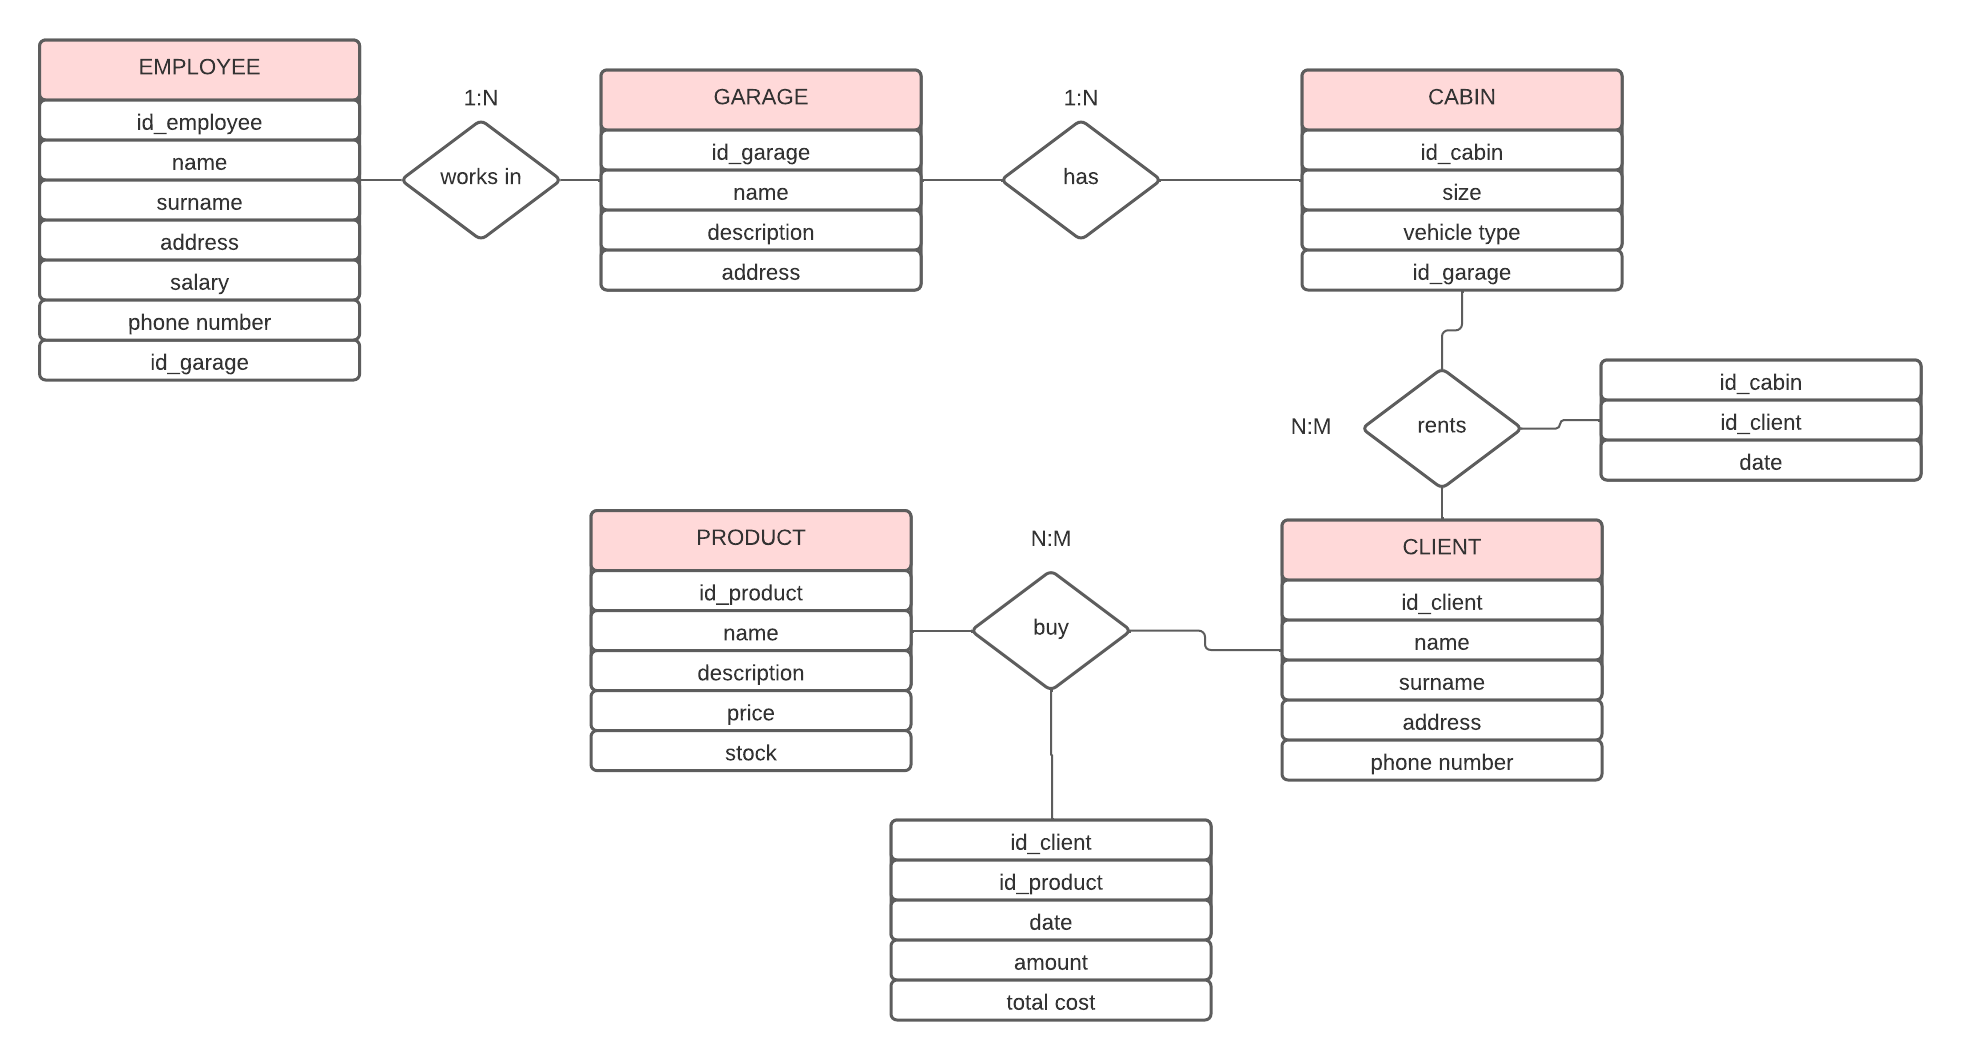 EMPLOYEE
id_employee
name
surname
address
salary
phone number
id_garage
1:N
works in
GARAGE
id_garage
name
description
address
1:N
has
CABIN
id_cabin
size
vehicle type
id_garage
N:M
rents
id_cabin
id_client
date
PRODUCT
id_product
name
description
price
stock
N:M
buy
CLIENT
id_client
name
surname
address
phone number
id_client
id_product
date
amount
total cost